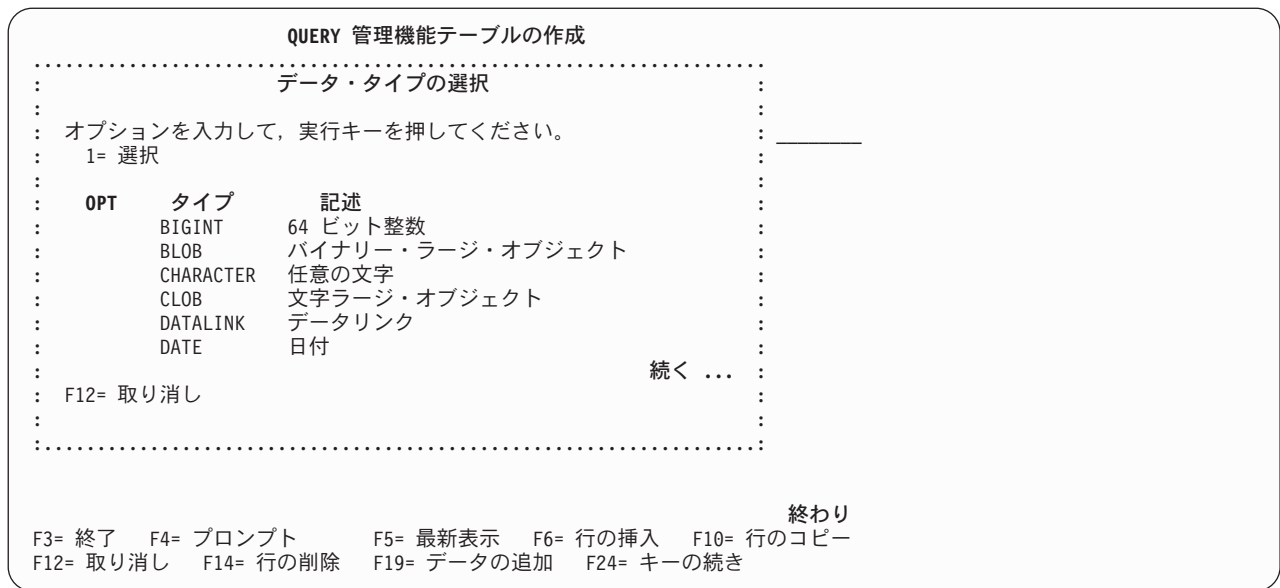 QUERY 管理機能テーブルの作成
......................................................................
: データ・タイプの選択 :
: :
: オプションを入力して, 実行キーを押してください。 : ________
: 1= 選択 :
: :
: OPT タイプ 記述 :
: BIGINT 64 ビット整数 :
: BLOB バイナリー・ラージ・オブジェクト :
: CHARACTER 任意の文字 :
: CLOB 文字ラージ・オブジェクト :
: DATALINK データリンク :
: DATE 日付 :
: 続く ... :
: F12= 取り消し :
: :
:....................................................................:
終わり
F3= 終了 F4= プロンプト F5= 最新表示 F6= 行の挿入 F10= 行のコピー
F12= 取り消し F14= 行の削除 F19= データの追加 F24= キーの続き